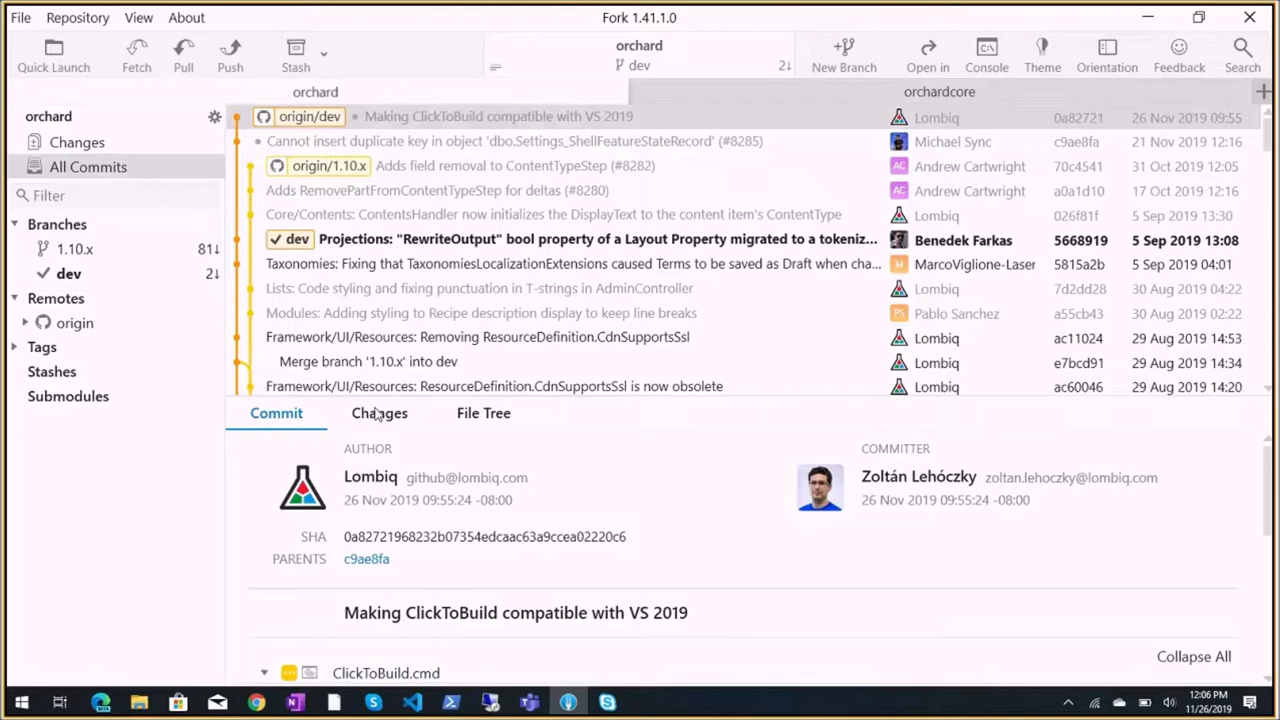 File Repository View About Fork 1.41.1.0
Quick Launch Fetch Pull Push Stash orchard dev 2↓ New Branch Open in Console Theme Orientation Feedback Search
orchard orchardcore
orchard
Changes
All Commits
Filter
Branches
1.10.x 81↓
dev 2↓
Remotes
origin
Tags
Stashes
Submodules
origin/dev Making ClickToBuild compatible with VS 2019 Lombiq 0a82721 26 Nov 2019 09:55
Cannot insert duplicate key in object 'dbo.Settings_ShellFeatureStateRecord' (#8285) Michael Sync c9ae8fa 21 Nov 2019 12:16
origin/1.10.x Adds field removal to ContentTypeStep (#8282) AC Andrew Cartwright 70c4541 31 Oct 2019 12:05
Adds RemovePartFromContentTypeStep for deltas (#8280) AC Andrew Cartwright a0a1d10 17 Oct 2019 12:16
Core/Contents: ContentsHandler now initializes the DisplayText to the content item's ContentType Lombiq 026f81f 5 Sep 2019 13:30
dev Projections: "RewriteOutput" bool property of a Layout Property migrated to a tokeniz... Benedek Farkas 5668919 5 Sep 2019 13:08
Taxonomies: Fixing that TaxonomiesLocalizationExtensions caused Terms to be saved as Draft when cha... M MarcoViglione-Laser 5815a2b 5 Sep 2019 04:01
Lists: Code styling and fixing punctuation in T-strings in AdminController Lombiq 7d2dd28 30 Aug 2019 04:22
Modules: Adding styling to Recipe description display to keep line breaks PS Pablo Sanchez a55cb43 30 Aug 2019 02:22
Framework/UI/Resources: Removing ResourceDefinition.CdnSupportsSsl Lombiq ac11024 29 Aug 2019 14:53
Merge branch '1.10.x' into dev Lombiq e7bcd91 29 Aug 2019 14:34
Framework/UI/Resources: ResourceDefinition.CdnSupportsSsl is now obsolete Lombiq ac60046 29 Aug 2019 14:20
Commit Changes File Tree
AUTHOR COMMITTER
Lombiq github@lombiq.com Zoltán Lehóczky zoltan.lehoczky@lombiq.com
26 Nov 2019 09:55:24 -08:00 26 Nov 2019 09:55:24 -08:00
SHA 0a82721968232b07354edcaac63a9ccea02220c6
PARENTS c9ae8fa
Making ClickToBuild compatible with VS 2019
Collapse All
ClickToBuild.cmd
12:06 PM
11/26/2019